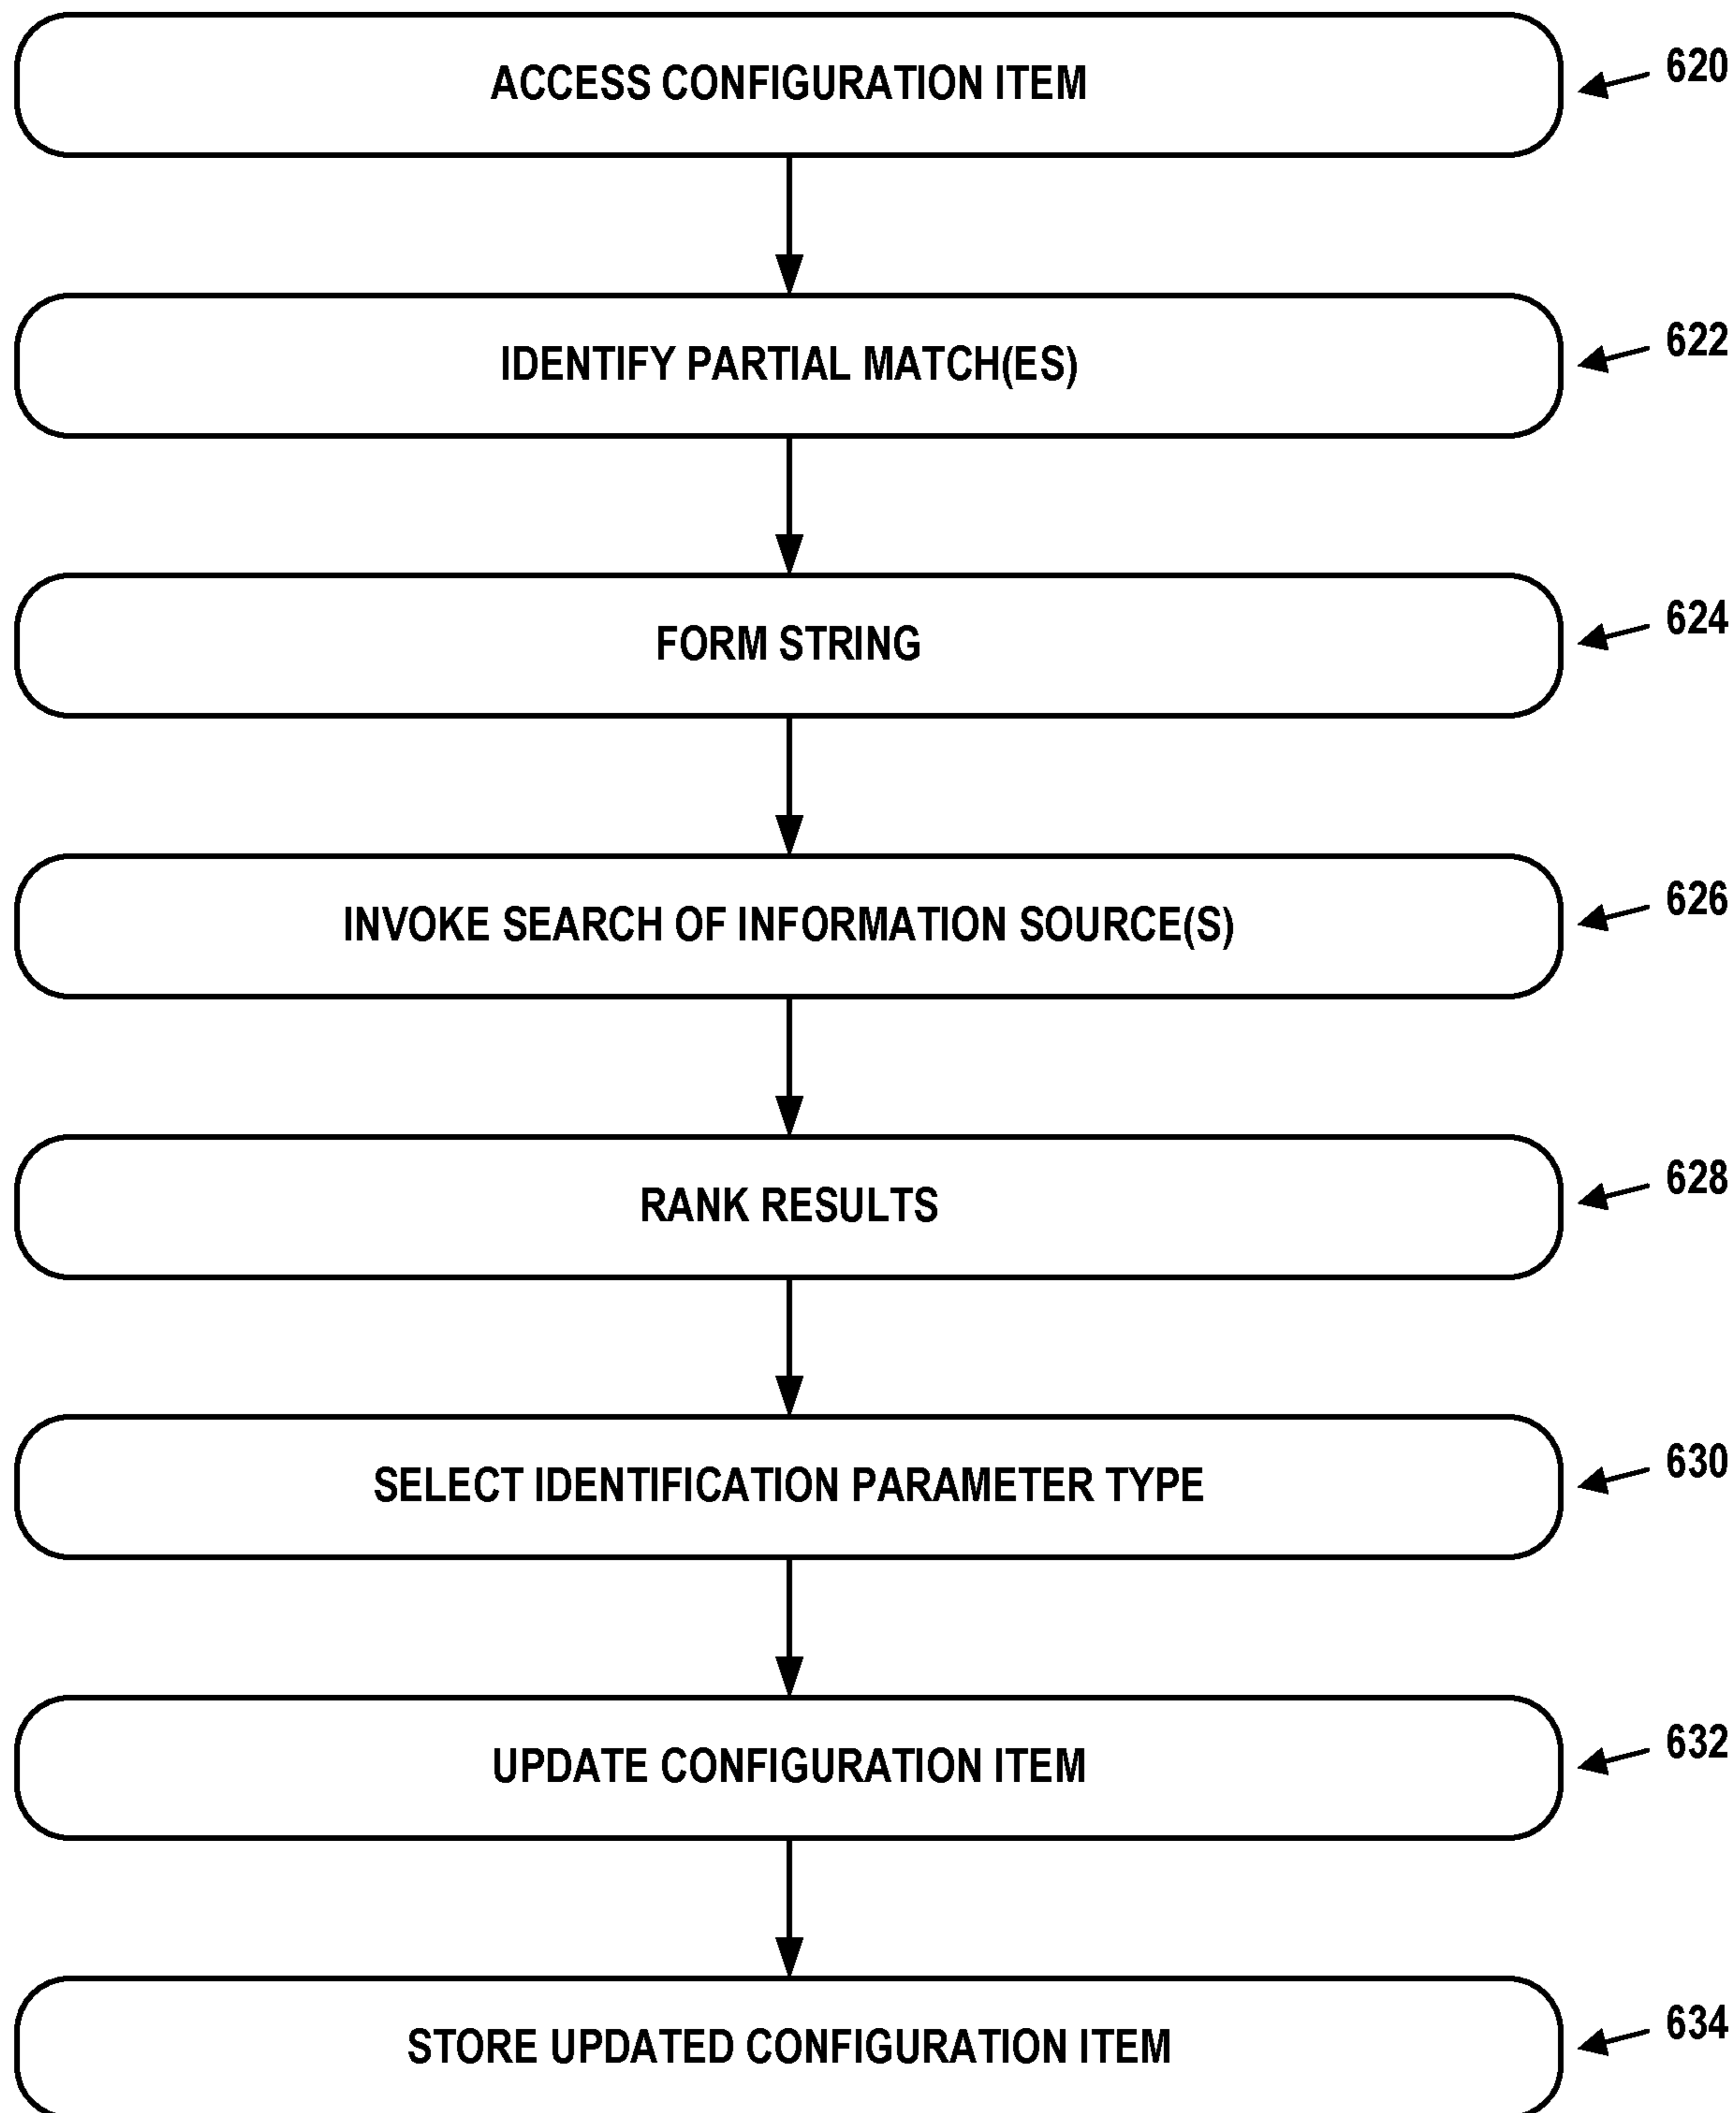 ACCESS CONFIGURATION ITEM
620
IDENTIFY PARTIAL MATCH(ES)
622
FORM STRING
624
INVOKE SEARCH OF INFORMATION SOURCE(S)
626
RANK RESULTS
628
SELECT IDENTIFICATION PARAMETER TYPE
630
UPDATE CONFIGURATION ITEM
632
STORE UPDATED CONFIGURATION ITEM
634